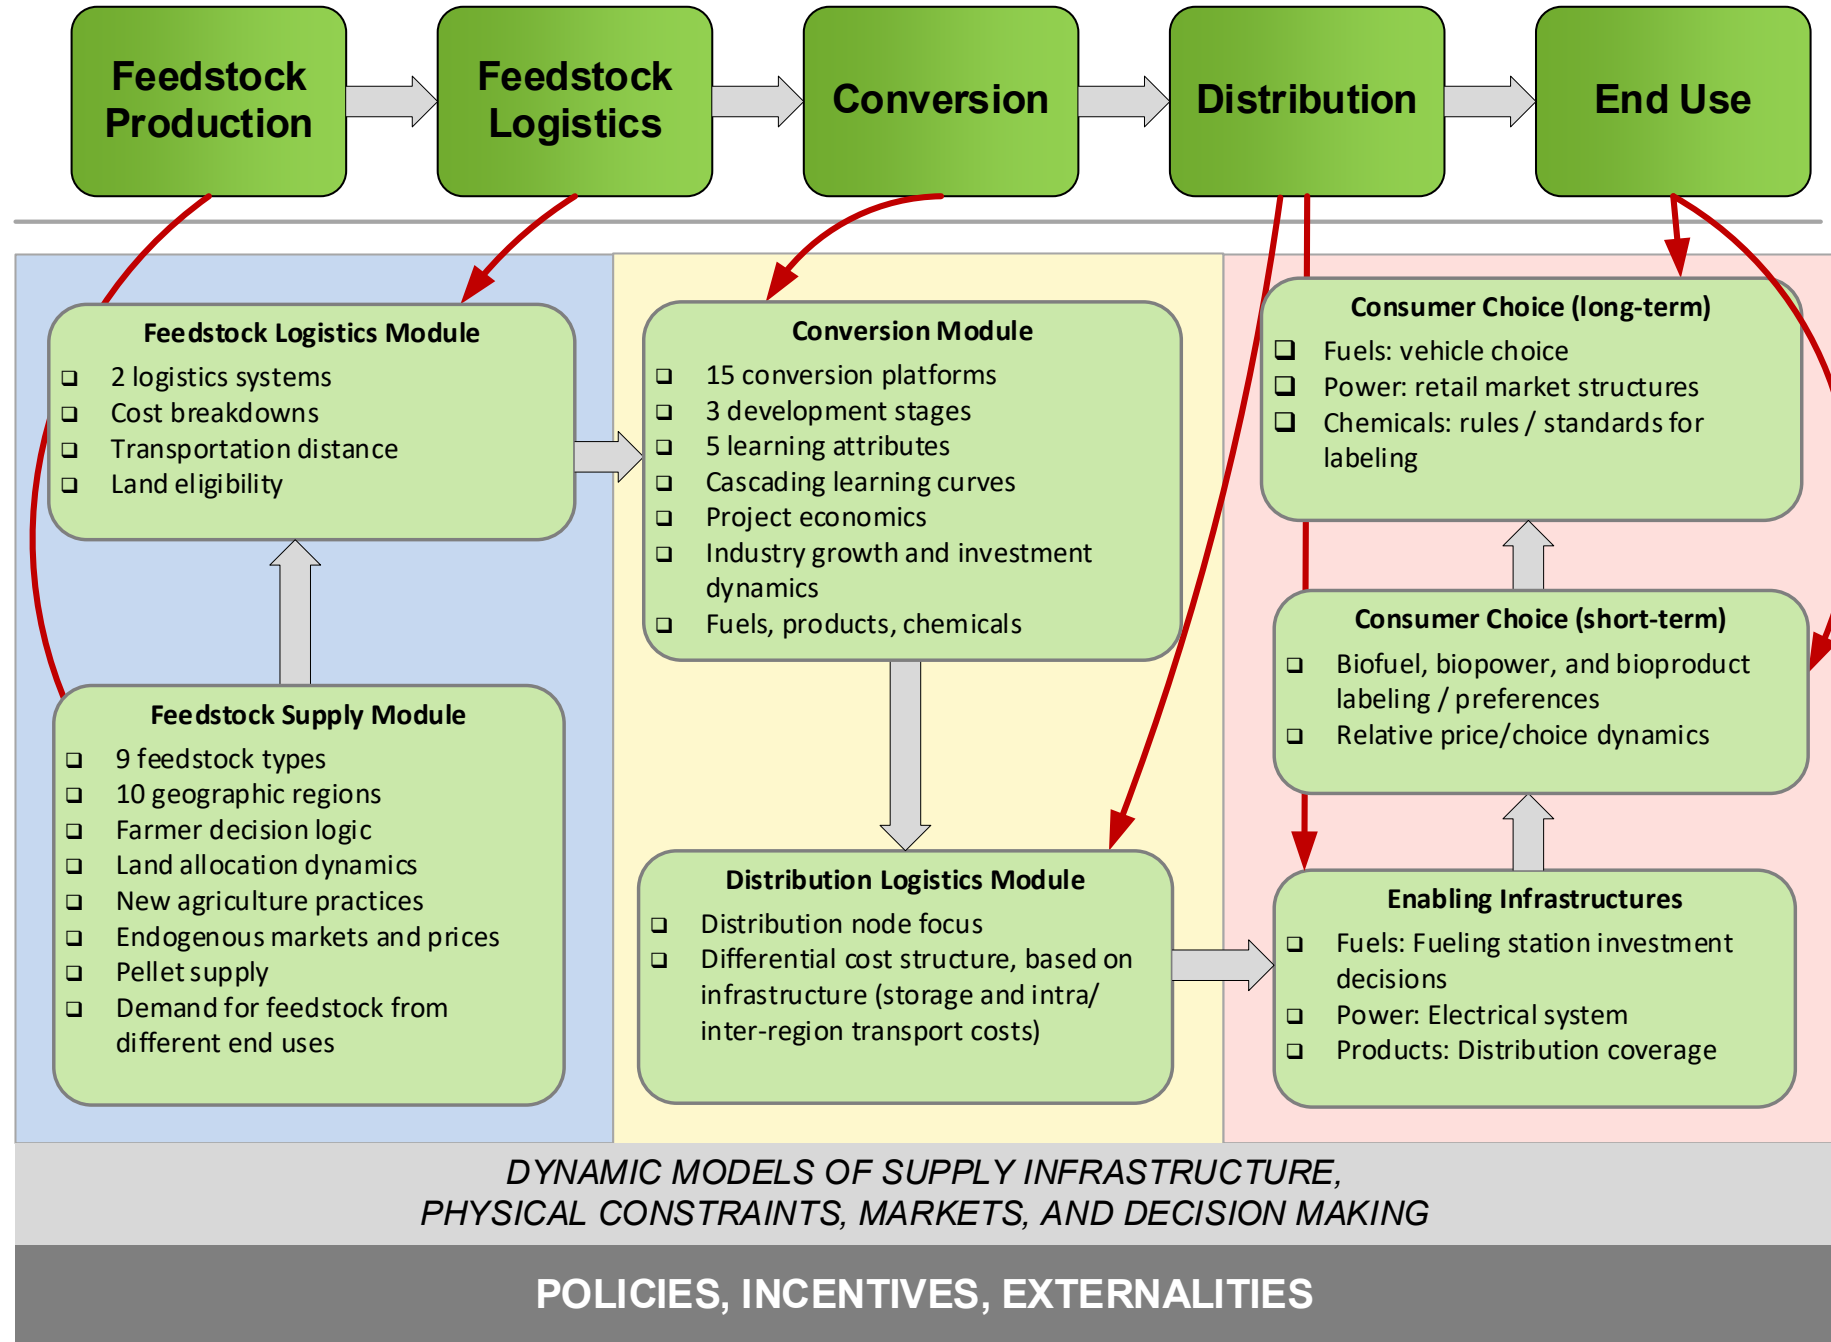 Feedstock
Production
Feedstock
Logistics
Conversion
Distribution
End Use
Feedstock Logistics Module
❑ 2 logistics systems
❑ Cost breakdowns
❑ Transportation distance
❑ Land eligibility
Feedstock Supply Module
❑ 9 feedstock types
❑ 10 geographic regions
❑ Farmer decision logic
❑ Land allocation dynamics
❑ New agriculture practices
❑ Endogenous markets and prices
❑ Pellet supply
❑ Demand for feedstock from
different end uses
Conversion Module
❑ 15 conversion platforms
❑ 3 development stages
❑ 5 learning attributes
❑ Cascading learning curves
❑ Project economics
❑ Industry growth and investment
dynamics
❑ Fuels, products, chemicals
Distribution Logistics Module
❑ Distribution node focus
❑ Differential cost structure, based on
infrastructure (storage and intra/
inter-region transport costs)
Consumer Choice (long-term)
❑ Fuels: vehicle choice
❑ Power: retail market structures
❑ Chemicals: rules / standards for
labeling
Consumer Choice (short-term)
❑ Biofuel, biopower, and bioproduct
labeling / preferences
❑ Relative price/choice dynamics
Enabling Infrastructures
❑ Fuels: Fueling station investment
decisions
❑ Power: Electrical system
❑ Products: Distribution coverage
DYNAMIC MODELS OF SUPPLY INFRASTRUCTURE,
PHYSICAL CONSTRAINTS, MARKETS, AND DECISION MAKING
POLICIES, INCENTIVES, EXTERNALITIES